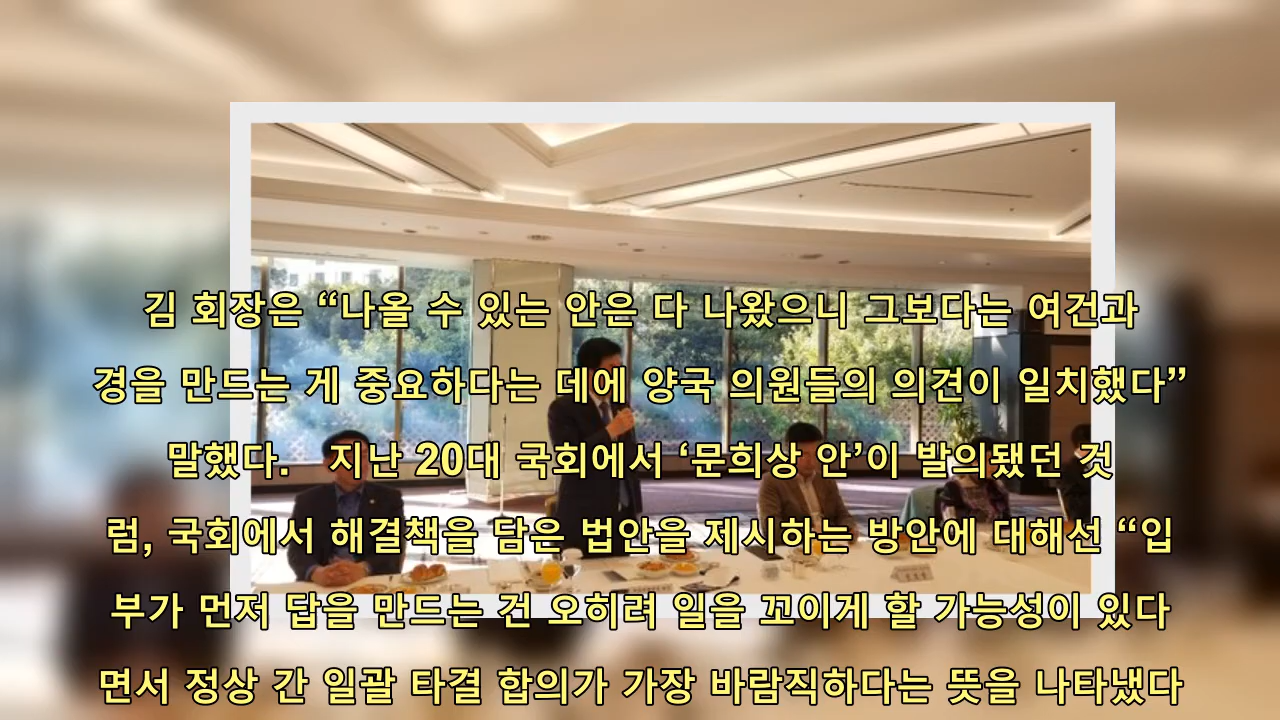 김 회장은 “나올 수 있는 안은 다 나왔으니 그보다는 여건과
경을 만드는 게 중요하다는 데에 양국 의원들의 의견이 일치했다”
말했다. 지난 20대 국회에서 ‘문희상 안’이 발의됐던 것
럼, 국회에서 해결책을 담은 법안을 제시하는 방안에 대해선 “입
부가 먼저 답을 만드는 건 오히려 일을 꼬이게 할 가능성이 있다
면서 정상 간 일괄 타결 합의가 가장 바람직하다는 뜻을 나타냈다